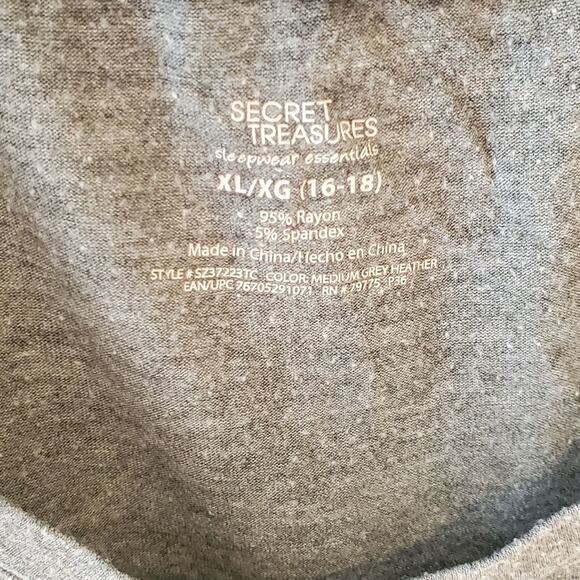 SECRET
TREASURES
sleepwear essentials
XL/XG (16-18)
95% Rayon
5% Spandex
Made in China/Hecho en China
STYLE # SZ37223TC COLOR: MEDIUM GREY HEATHER
EAN/UPC 76705291071 RN # 79775 P36